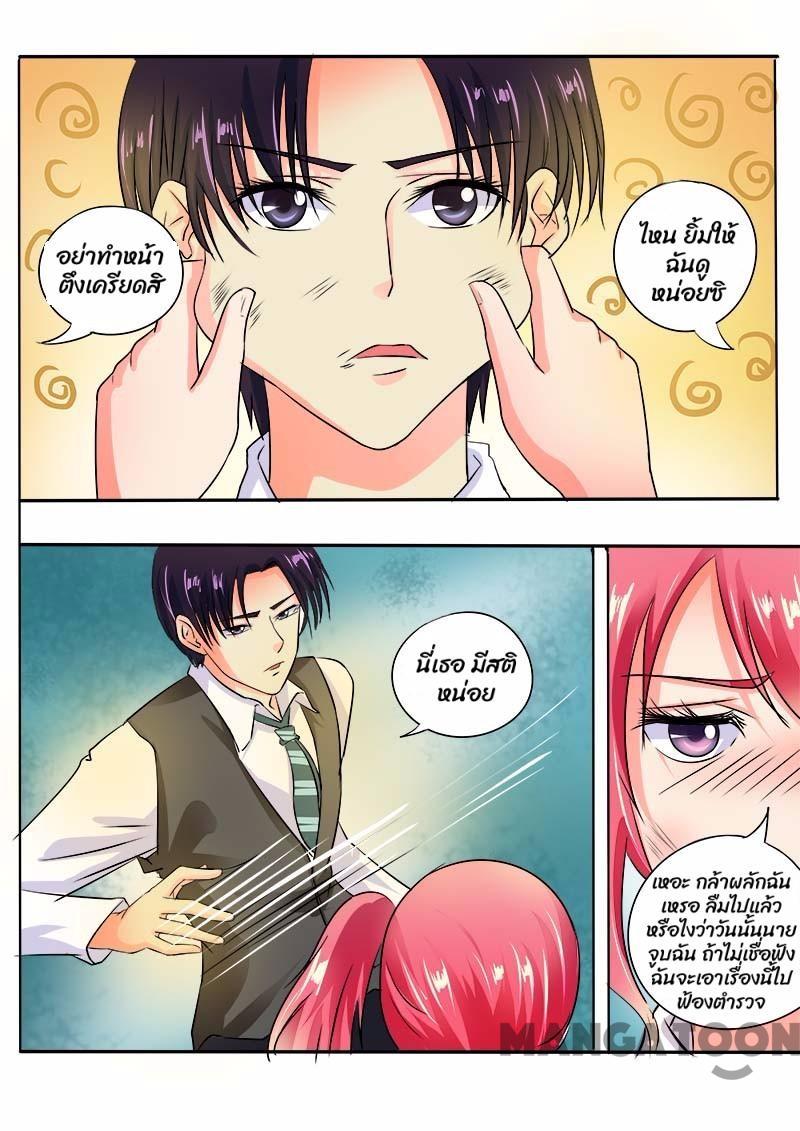 อย่าทำหน้า
ตึงเครียดสิ
ไหน ยิ้มให้
ฉันดู
หน่อยซิ
นี่เธอ มีสติ
หน่อย
เหอะ กล้าผลักฉัน
เหรอ ลืมไปแล้ว
หรือไงว่าวันนั้นนาย
จูบฉัน ถ้าไม่เชื่อฟัง
ฉันจะเอาเรื่องนี้ไป
ฟ้องตำรวจ
MANGATOON